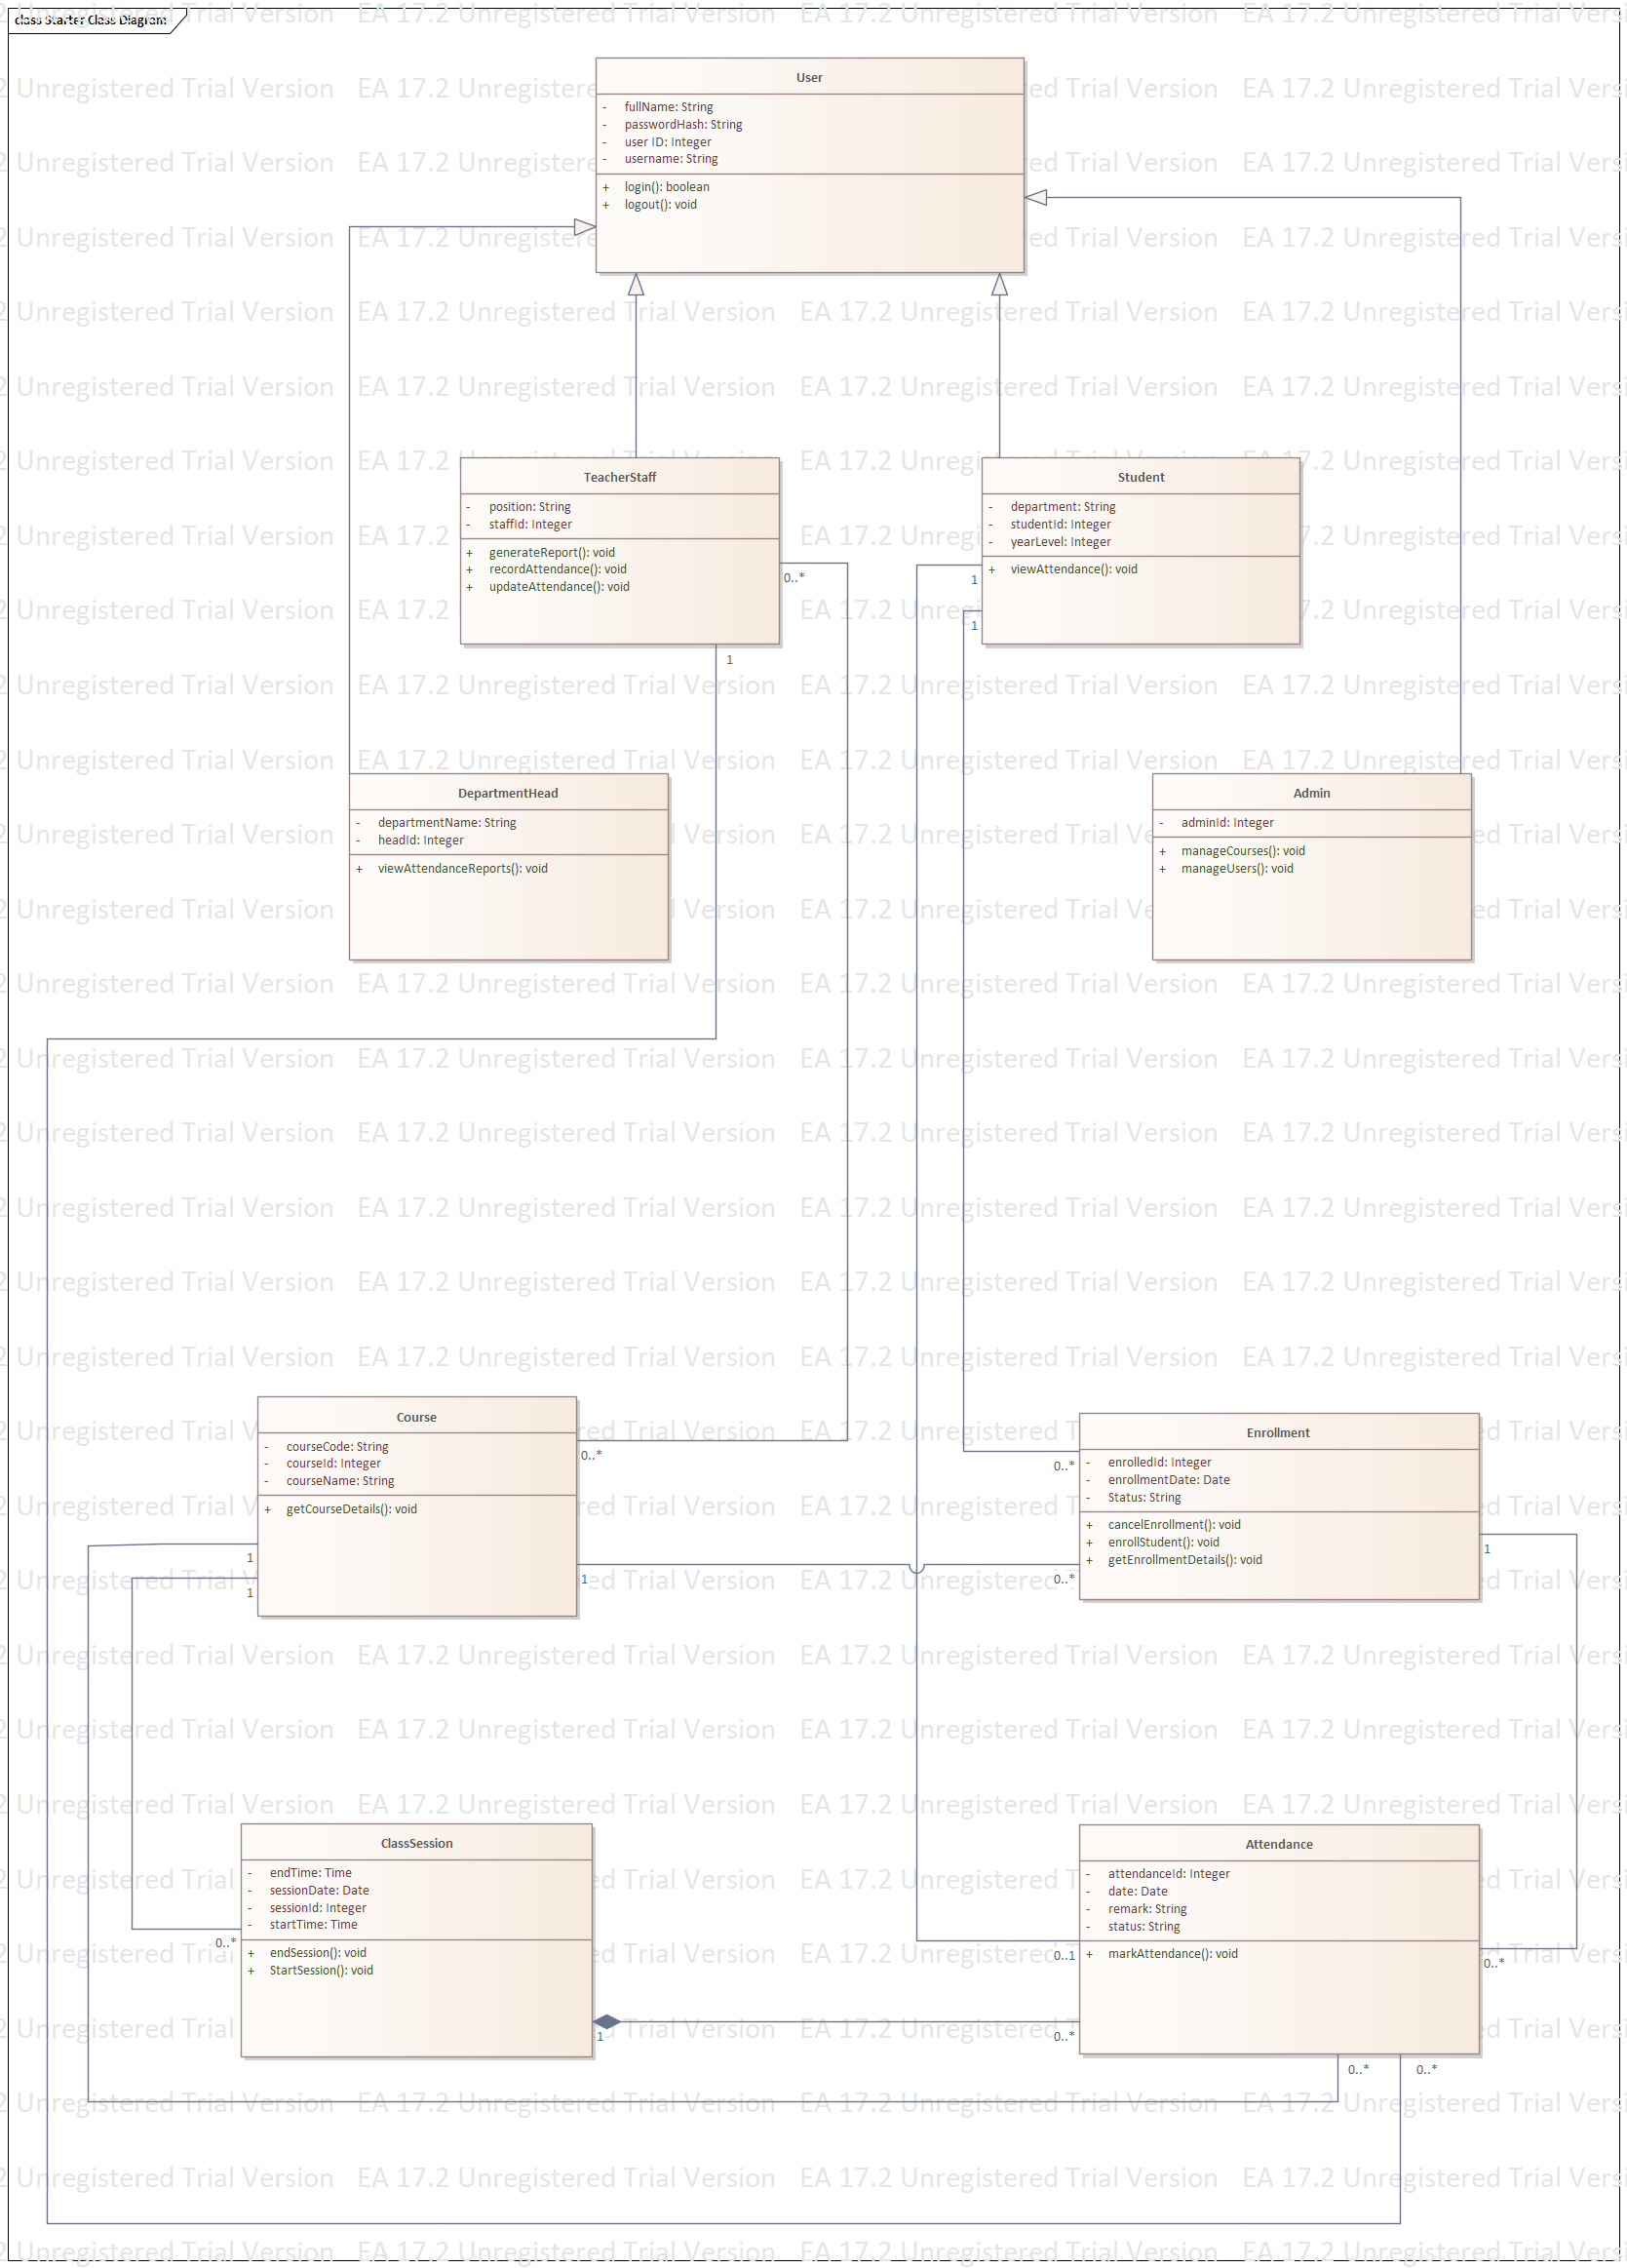 class Starter Class Diagram
User
- fullName: String
- passwordHash: String
- user ID: Integer
- username: String
+ login(): boolean
+ logout(): void
TeacherStaff
- position: String
- staffId: Integer
+ generateReport(): void
+ recordAttendance(): void
+ updateAttendance(): void
0..*
1
Student
- department: String
- studentId: Integer
- yearLevel: Integer
+ viewAttendance(): void
1
1
DepartmentHead
- departmentName: String
- headId: Integer
+ viewAttendanceReports(): void
Admin
- adminId: Integer
+ manageCourses(): void
+ manageUsers(): void
Course
- courseCode: String
- courseId: Integer
- courseName: String
+ getCourseDetails(): void
0..*
1
1
1
Enrollment
- enrolledId: Integer
- enrollmentDate: Date
- Status: String
+ cancelEnrollment(): void
+ enrollStudent(): void
+ getEnrollmentDetails(): void
0..*
0..*
1
ClassSession
- endTime: Time
- sessionDate: Date
- sessionId: Integer
- startTime: Time
+ endSession(): void
+ StartSession(): void
0..*
1
Attendance
- attendanceId: Integer
- date: Date
- remark: String
- status: String
+ markAttendance(): void
0..1
0..*
0..*
0..*
0..*
EA 17.2 Unregistered Trial Version